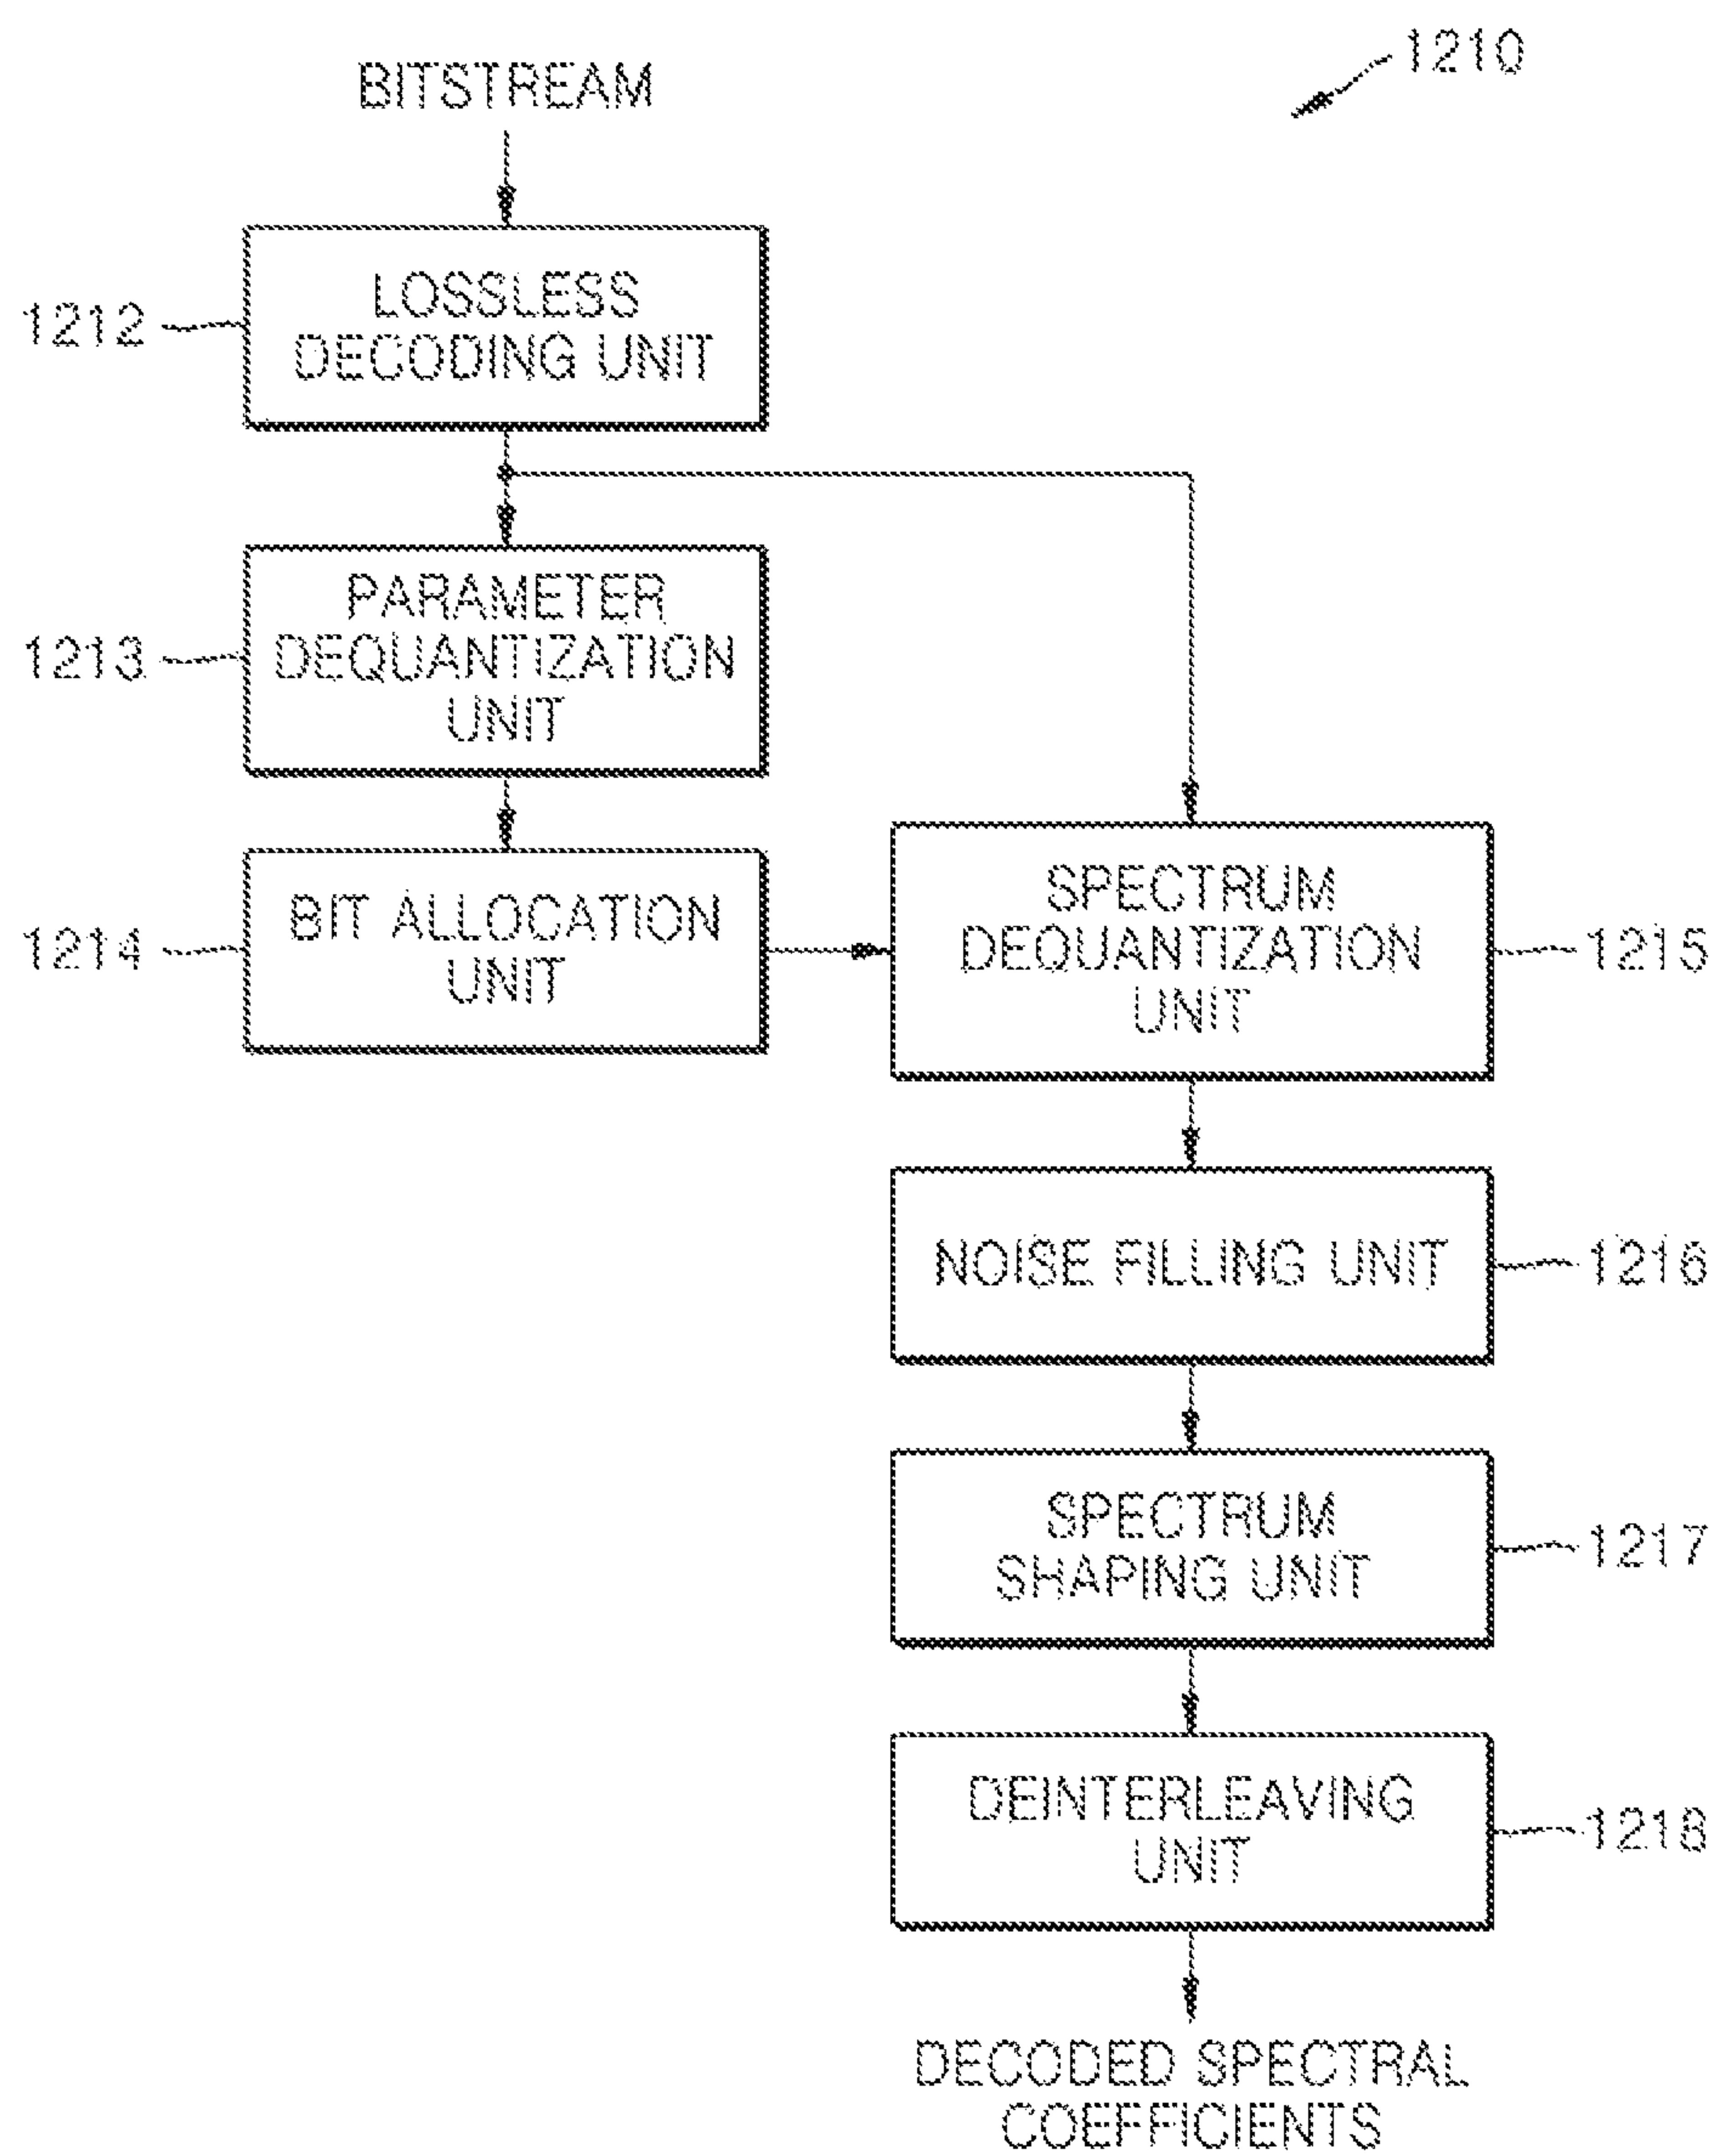 1210
BITSTREAM
LOSSLESS
DECODING UNIT
1212
PARAMETER
DEQUANTIZATION
UNIT
1213
BIT ALLOCATION
UNIT
1214
SPECTRUM
DEQUANTIZATION
UNIT
1215
NOISE FILLING UNIT
1216
SPECTRUM
SHAPING UNIT
1217
DEINTERLEAVING
UNIT
1218
DECODED SPECTRAL
COEFFICIENTS